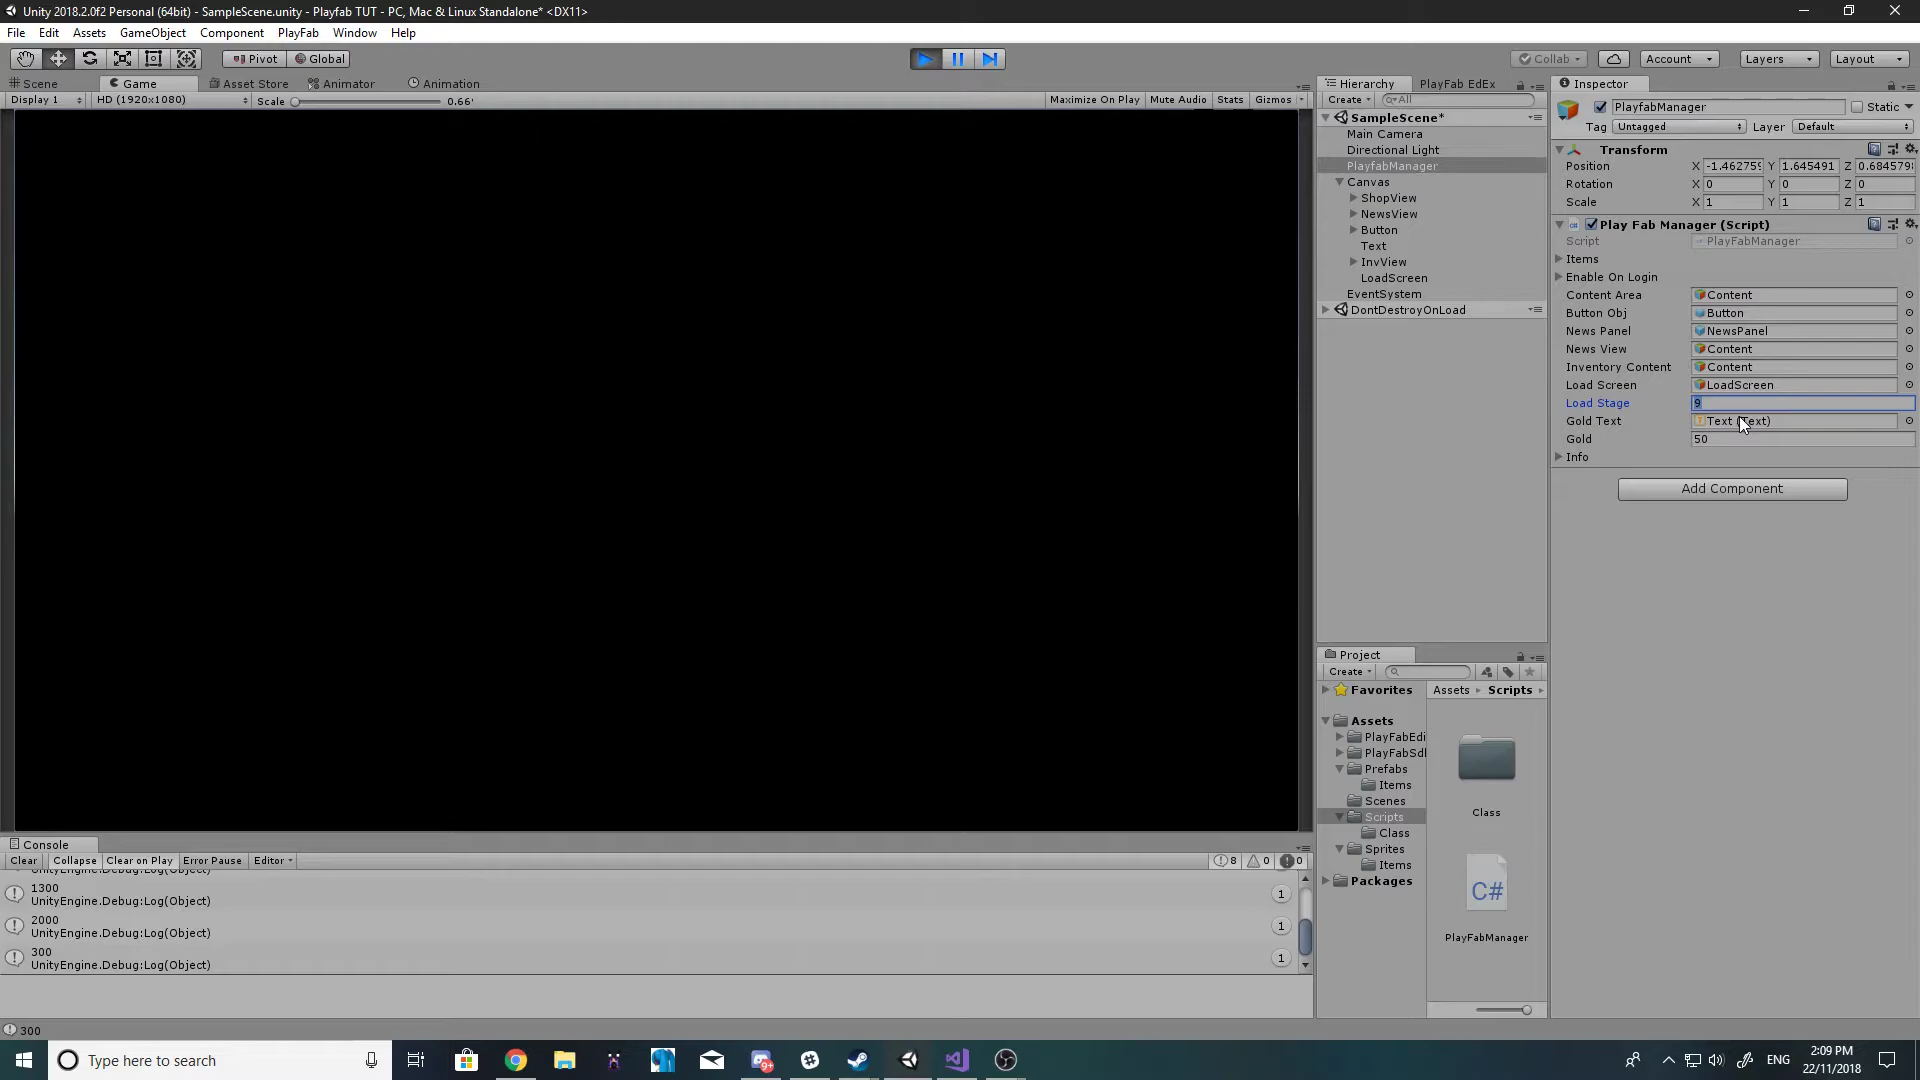 Unity 2018.2.0f2 Personal (64bit) - SampleScene.unity - Playfab TUT - PC, Mac & Linux Standalone* <DX11>
File Edit Assets GameObject Component PlayFab Window Help
Pivot Global Collab Account Layers Layout
Scene Game Asset Store Animator Animation
Display 1 HD (1920x1080) Scale 0.66 Maximize On Play Mute Audio Stats Gizmos
Hierarchy PlayFab EdEx
Create All
SampleScene*
Main Camera
Directional Light
PlayfabManager
Canvas
ShopView
NewsView
Button
Text
InvView
LoadScreen
EventSystem
DontDestroyOnLoad
Inspector
PlayfabManager Static
Tag Untagged Layer Default
Transform
Position X -1.46275 Y 1.645491 Z 0.684579
Rotation X 0 Y 0 Z 0
Scale X 1 Y 1 Z 1
Play Fab Manager (Script)
Script PlayFabManager
Items
Enable On Login
Content Area Content
Button Obj Button
News Panel NewsPanel
News View Content
Inventory Content Content
Load Screen LoadScreen
Load Stage 9
Gold Text Text (Text)
Gold 50
Info
Add Component
Project
Create
Favorites
Assets
PlayFabEdi
PlayFabSdl
Prefabs
Items
Scenes
Scripts
Class
Sprites
Items
Packages
Assets Scripts
Class
C#
PlayFabManager
Console
Clear Collapse Clear on Play Error Pause Editor 8 0 0
UnityEngine.Debug:Log(Object)
1300
UnityEngine.Debug:Log(Object) 1
2000
UnityEngine.Debug:Log(Object) 1
300
UnityEngine.Debug:Log(Object) 1
300
Type here to search
9+
ENG
2:09 PM
22/11/2018